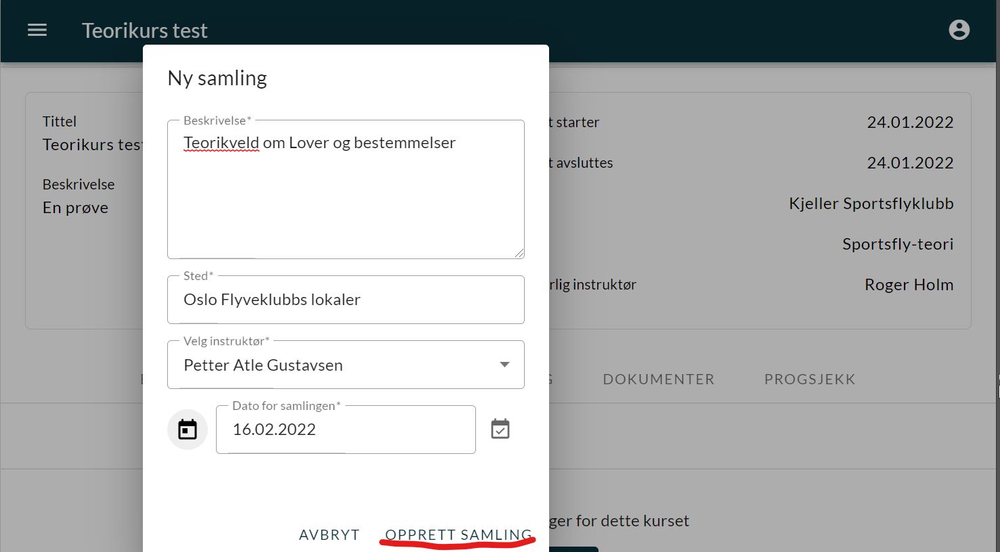 Teorikurs test
Ny samling
Beskrivelse*
Teorikveld om Lover og bestemmelser
Sted*
Oslo Flyveklubbs lokaler
Velg instruktør*
Petter Atle Gustavsen
Dato for samlingen*
16.02.2022
AVBRYT
OPPRETT SAMLING
Tittel
Teorikurs test
Beskrivelse
En prøve
t starter
24.01.2022
t avsluttes
24.01.2022
Kjeller Sportsflyklubb
Sportsfly-teori
rlig instruktør
Roger Holm
DOKUMENTER
PROGSJEKK
ger for dette kurset